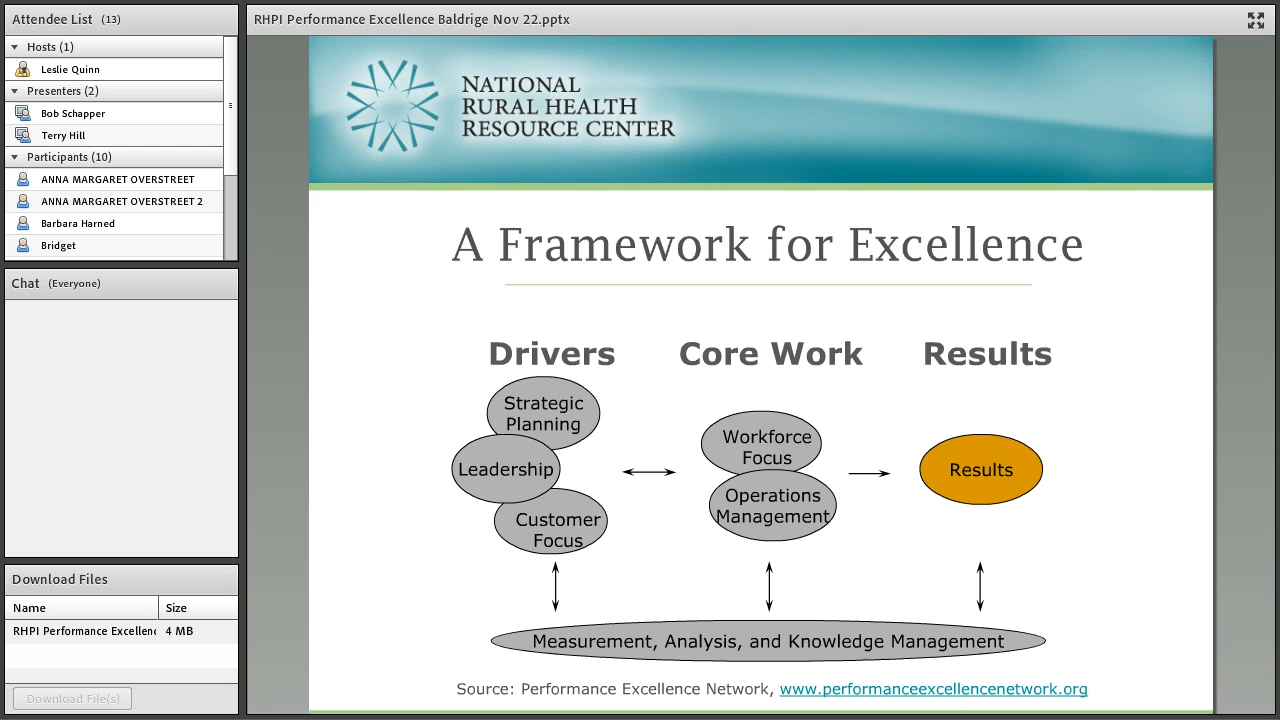 Attendee List (13)
Hosts (1)
Leslie Quinn
Presenters (2)
Bob Schapper
Terry Hill
Participants (10)
ANNA MARGARET OVERSTREET
ANNA MARGARET OVERSTREET 2
Barbara Harned
Bridget
Chat (Everyone)
Download Files
Name Size
RHPI Performance Excellenc 4 MB
Download File(s)
RHPI Performance Excellence Baldrige Nov 22.pptx
NATIONAL
RURAL HEALTH
RESOURCE CENTER
A Framework for Excellence
Drivers Core Work Results
Strategic
Planning
Leadership
Customer
Focus
Workforce
Focus
Operations
Management
Results
Measurement, Analysis, and Knowledge Management
Source: Performance Excellence Network, www.performanceexcellencenetwork.org